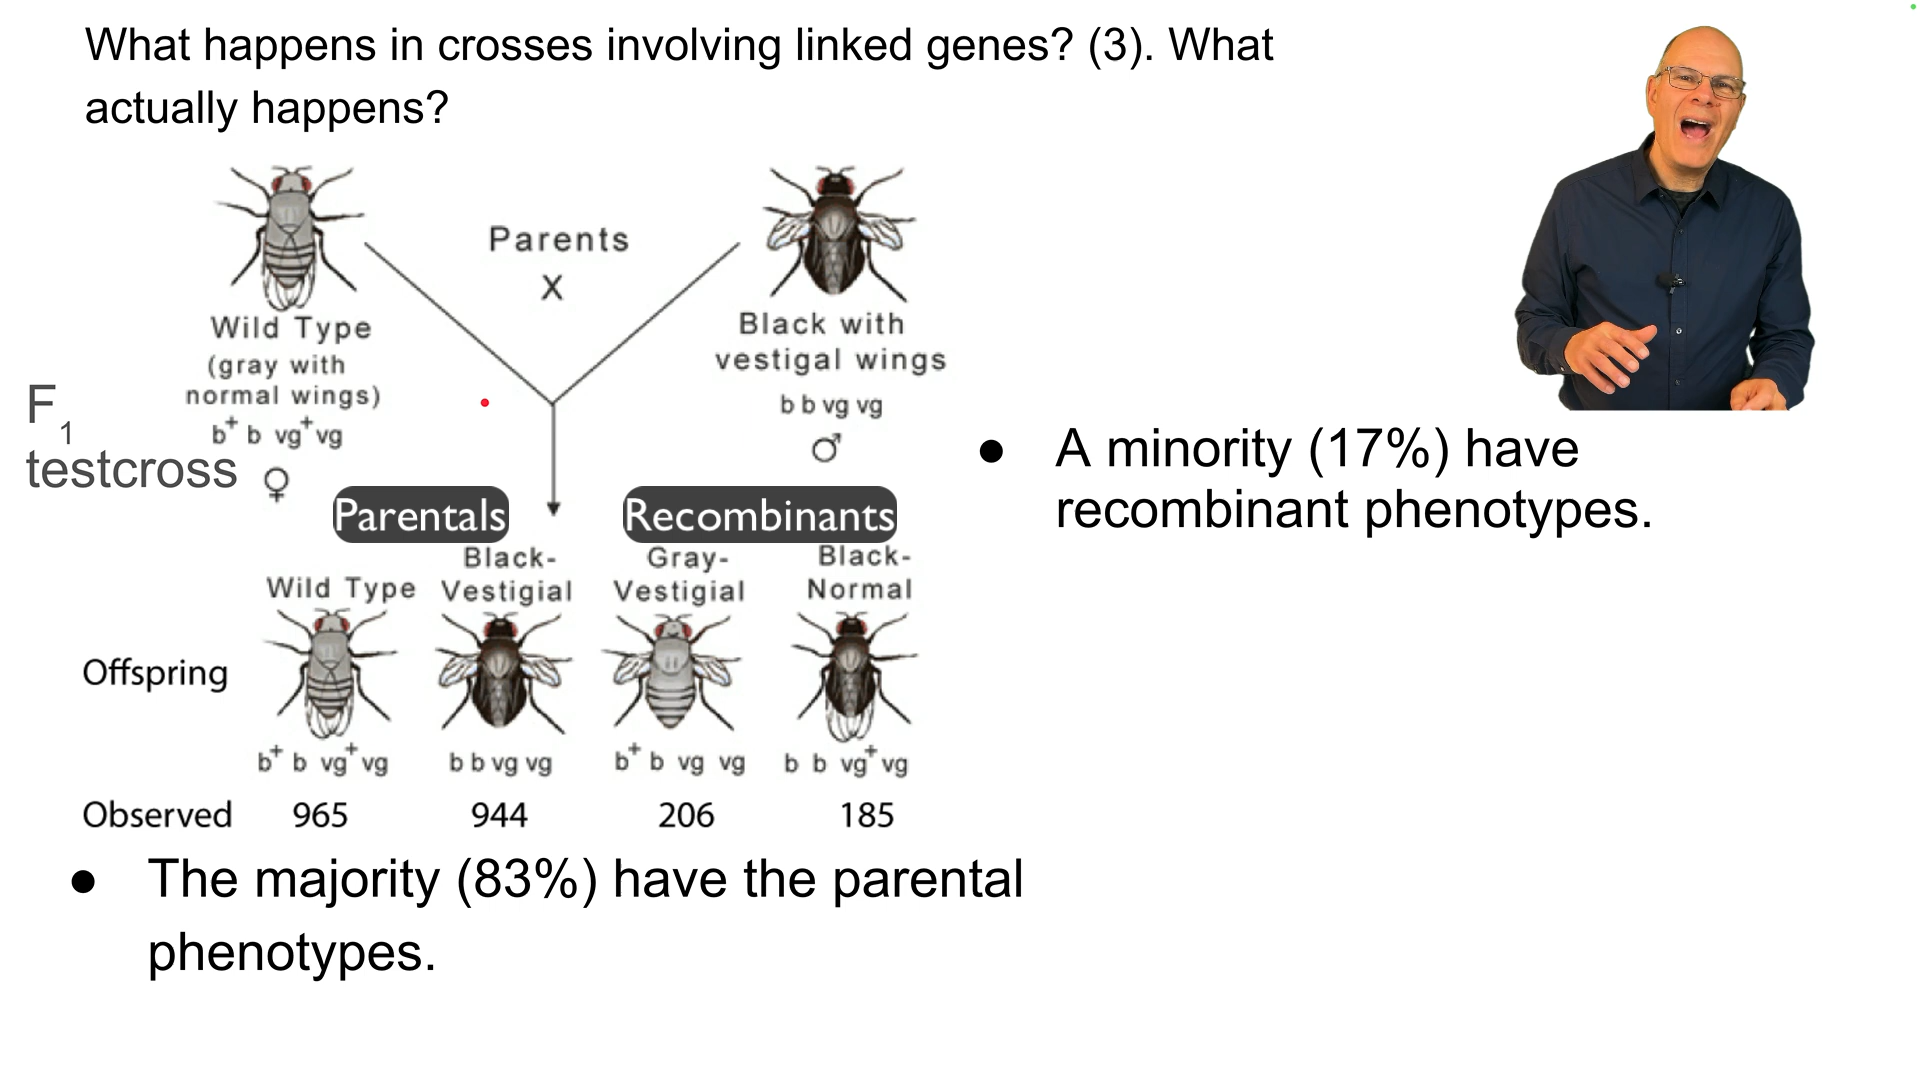 What happens in crosses involving linked genes? (3). What
actually happens?
Parents
X
Wild Type
(gray with
normal wings)
b+ b vg+ vg
♀
Black with
vestigal wings
b b vg vg
♂
F1
testcross
Parentals
Recombinants
Wild Type
Black-
Vestigial
Gray-
Vestigial
Black-
Normal
Offspring
b+ b vg+ vg
b b vg vg
b+ b vg vg
b b vg+ vg
Observed 965 944 206 185
● The majority (83%) have the parental
phenotypes.
● A minority (17%) have
recombinant phenotypes.